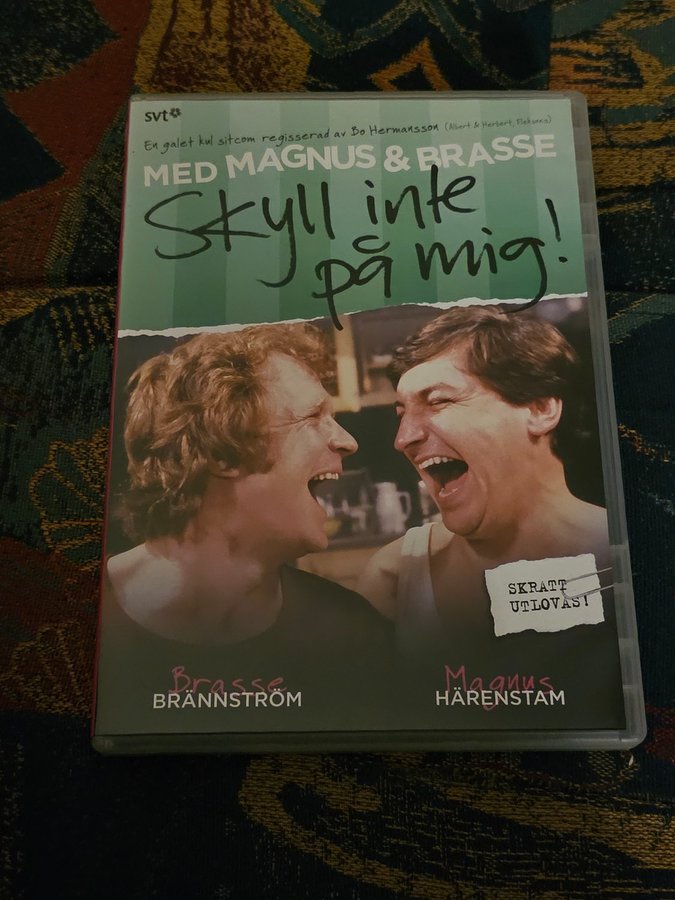 svt
En galet kul sitcom regisserad av Bo Hermansson (Albert & Herbert, Fleksnes)
MED MAGNUS & BRASSE
Skyll inte
på mig!
SKRATT
UTLOVAS!
Brasse
BRÄNNSTRÖM
Magnus
HÄRENSTAM